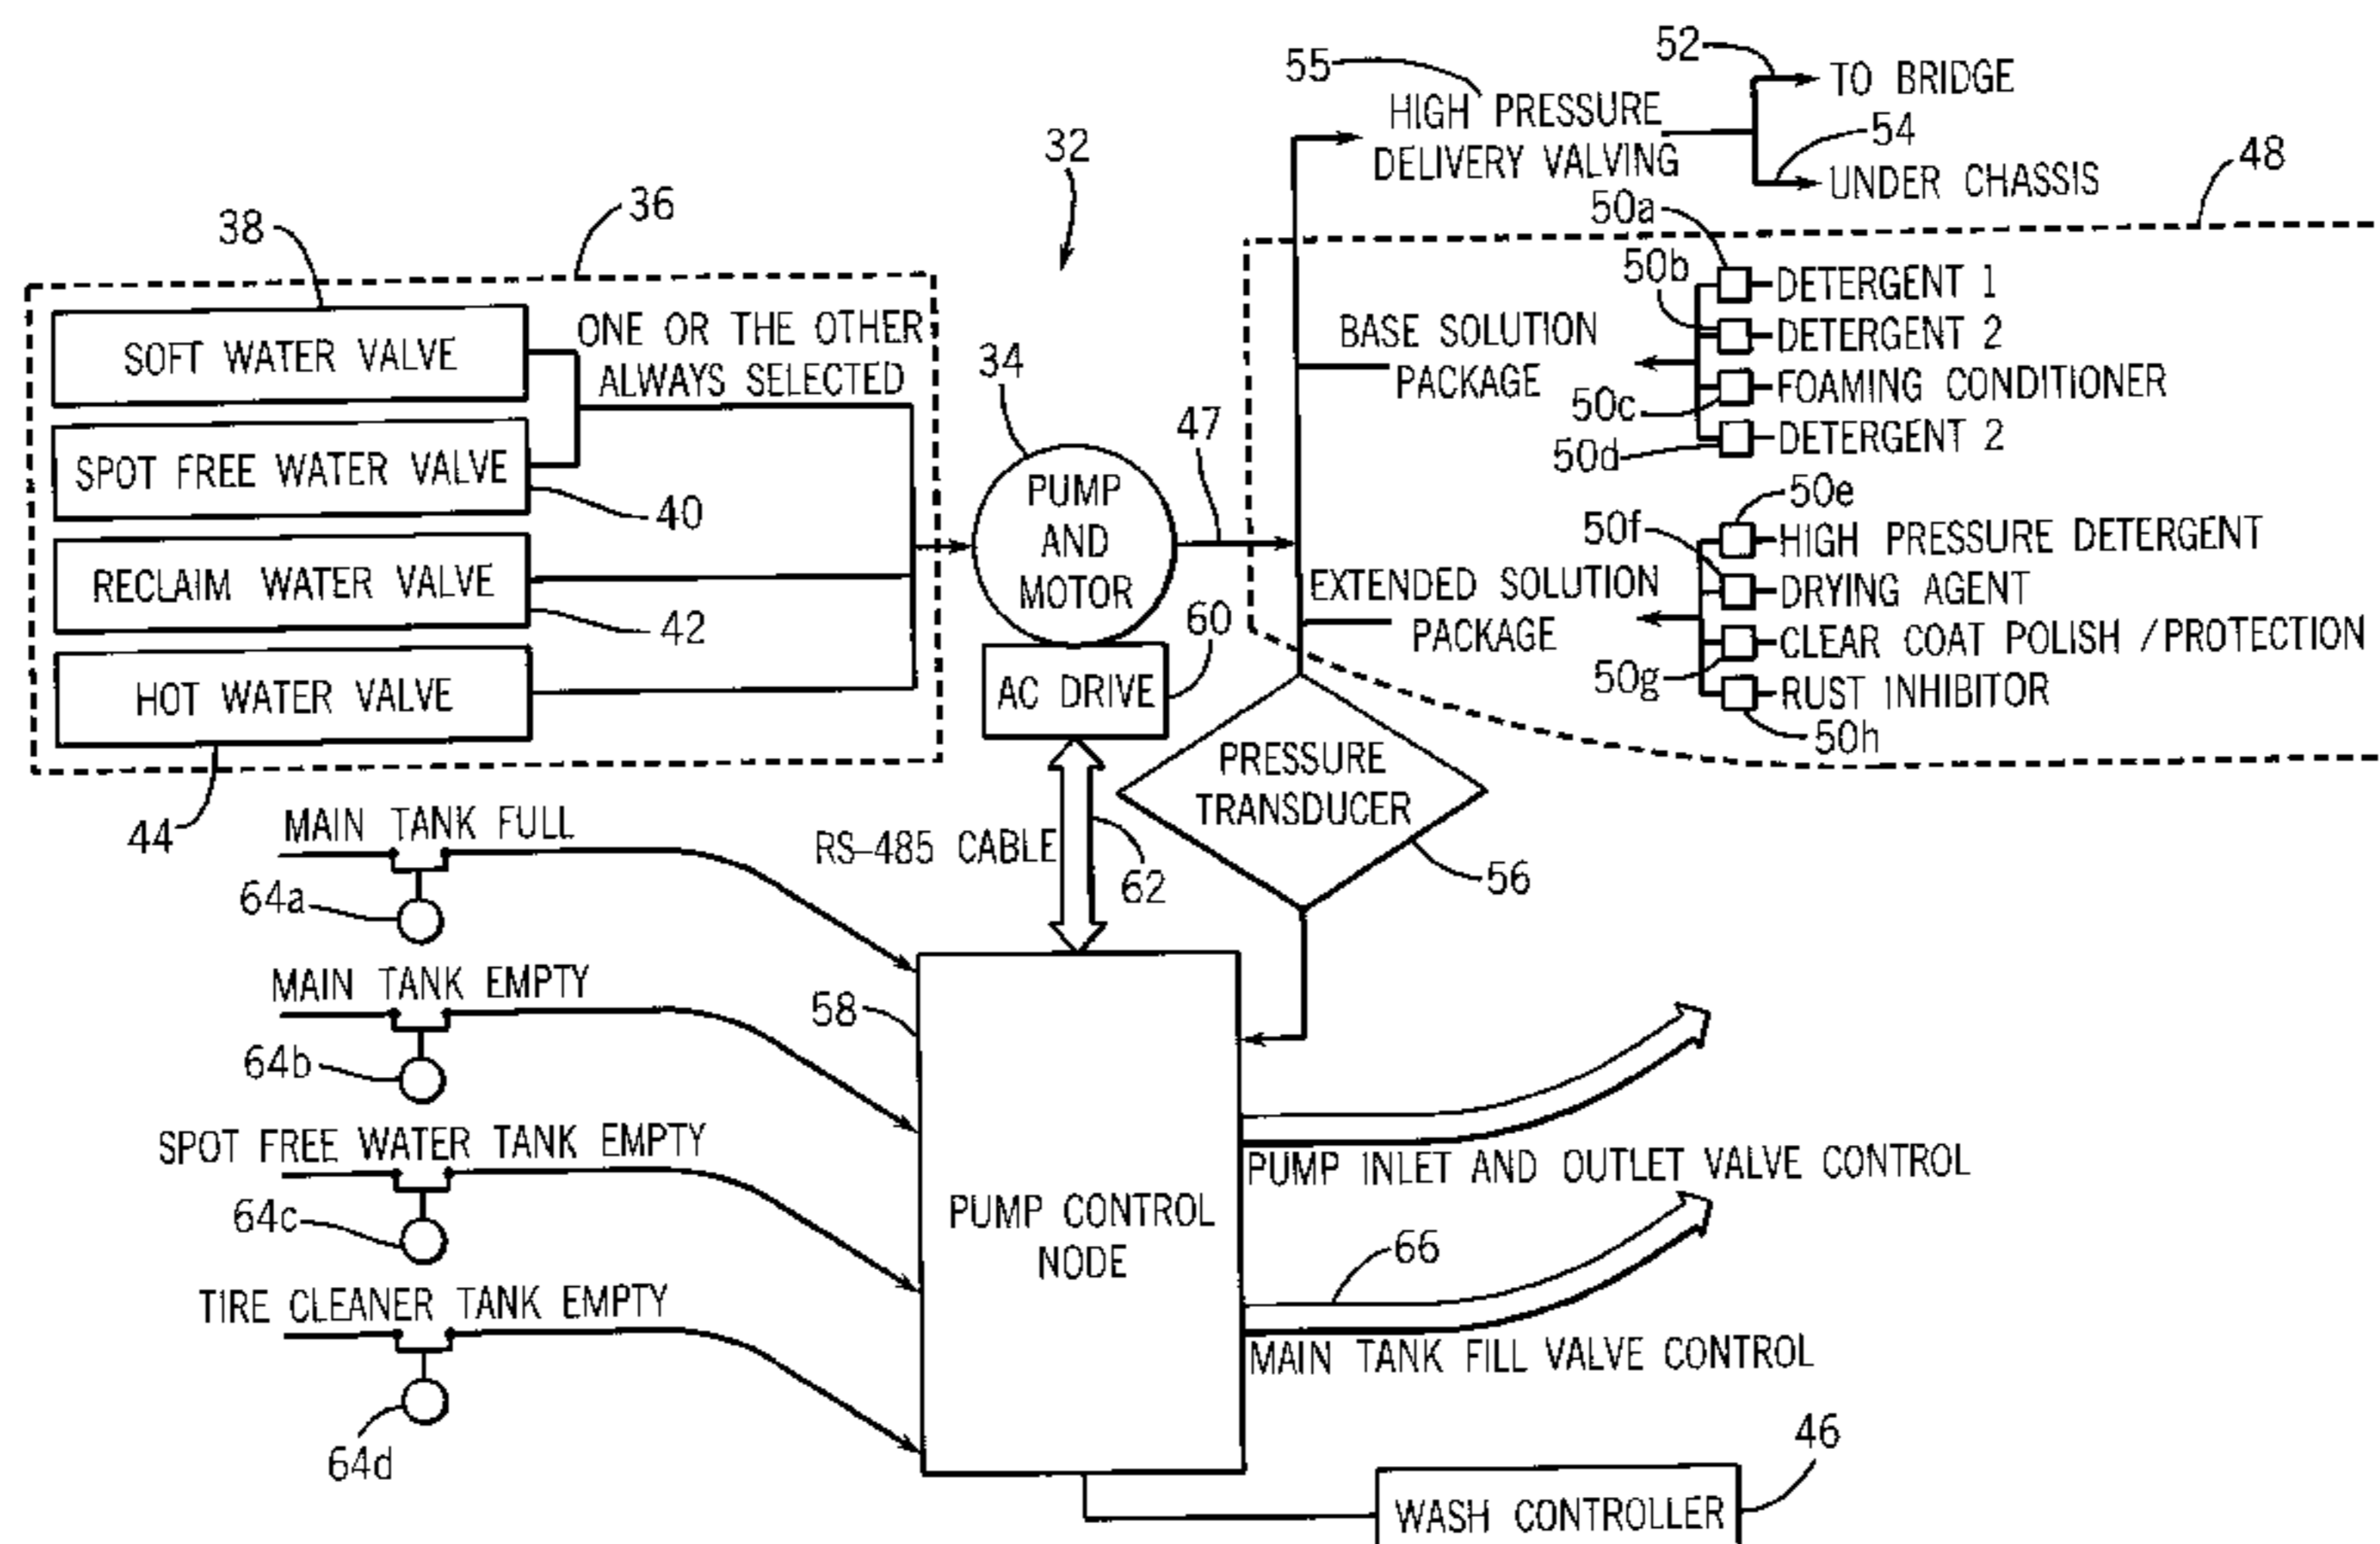 52
TO BRIDGE
55
HIGH PRESSURE
DELIVERY VALVING
54
UNDER CHASSIS
48
32
36
38
SOFT WATER VALVE
ONE OR THE OTHER
ALWAYS SELECTED
SPOT FREE WATER VALVE
40
RECLAIM WATER VALVE
42
HOT WATER VALVE
44
34
PUMP
AND
MOTOR
47
60
AC DRIVE
BASE SOLUTION
PACKAGE
50a
DETERGENT 1
50b
DETERGENT 2
50c
FOAMING CONDITIONER
50d
DETERGENT 2
EXTENDED SOLUTION
PACKAGE
50e
HIGH PRESSURE DETERGENT
50f
DRYING AGENT
50g
CLEAR COAT POLISH /PROTECTION
RUST INHIBITOR
50h
PRESSURE
TRANSDUCER
56
RS-485 CABLE
62
MAIN TANK FULL
64a
MAIN TANK EMPTY
64b
SPOT FREE WATER TANK EMPTY
64c
TIRE CLEANER TANK EMPTY
64d
58
PUMP CONTROL
NODE
PUMP INLET AND OUTLET VALVE CONTROL
66
MAIN TANK FILL VALVE CONTROL
46
WASH CONTROLLER